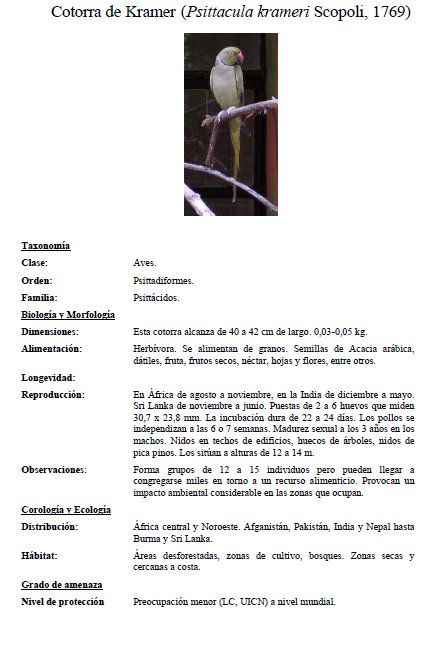 Cotorra de Kramer (Psittacula krameri Scopoli, 1769)
Taxonomía
Clase: Aves.
Orden: Psittadiformes.
Familia: Psittácidos.
Biología y Morfología
Dimensiones: Esta cotorra alcanza de 40 a 42 cm de largo. 0,03-0,05 kg.
Alimentación: Herbívora. Se alimentan de granos. Semillas de Acacia arábica,
dátiles, fruta, frutos secos, néctar, hojas y flores, entre otros.
Longevidad:
Reproducción: En África de agosto a noviembre, en la India de diciembre a mayo.
Sri Lanka de noviembre a junio. Puestas de 2 a 6 huevos que miden
30,7 x 23,8 mm. La incubación dura de 22 a 24 días. Los pollos se
independizan a las 6 o 7 semanas. Madurez sexual a los 3 años en los
machos. Nidos en techos de edificios, huecos de árboles, nidos de
pica pinos. Los sitúan a alturas de 12 a 14 m.
Observaciones: Forma grupos de 12 a 15 individuos pero pueden llegar a
congregarse miles en torno a un recurso alimenticio. Provocan un
impacto ambiental considerable en las zonas que ocupan.
Corología y Ecología
Distribución: África central y Noroeste. Afganistán, Pakistán, India y Nepal hasta
Burma y Sri Lanka.
Hábitat: Áreas desforestadas, zonas de cultivo, bosques. Zonas secas y
cercanas a costa.
Grado de amenaza
Nivel de protección Preocupación menor (LC, UICN) a nivel mundial.